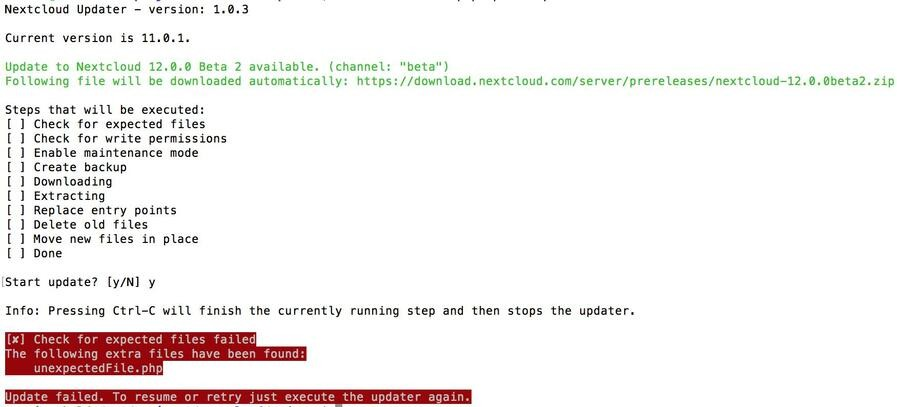 Nextcloud Updater - version: 1.0.3
Current version is 11.0.1.
Update to Nextcloud 12.0.0 Beta 2 available. (channel: "beta")
Following file will be downloaded automatically: https://download.nextcloud.com/server/prereleases/nextcloud-12.0.0beta2.zip
Steps that will be executed:
[ ] Check for expected files
[ ] Check for write permissions
[ ] Enable maintenance mode
[ ] Create backup
[ ] Downloading
[ ] Extracting
[ ] Replace entry points
[ ] Delete old files
[ ] Move new files in place
[ ] Done
Start update? [y/N] y
Info: Pressing Ctrl-C will finish the currently running step and then stops the updater.
[✘] Check for expected files failed
The following extra files have been found:
unexpectedFile.php
Update failed. To resume or retry just execute the updater again.